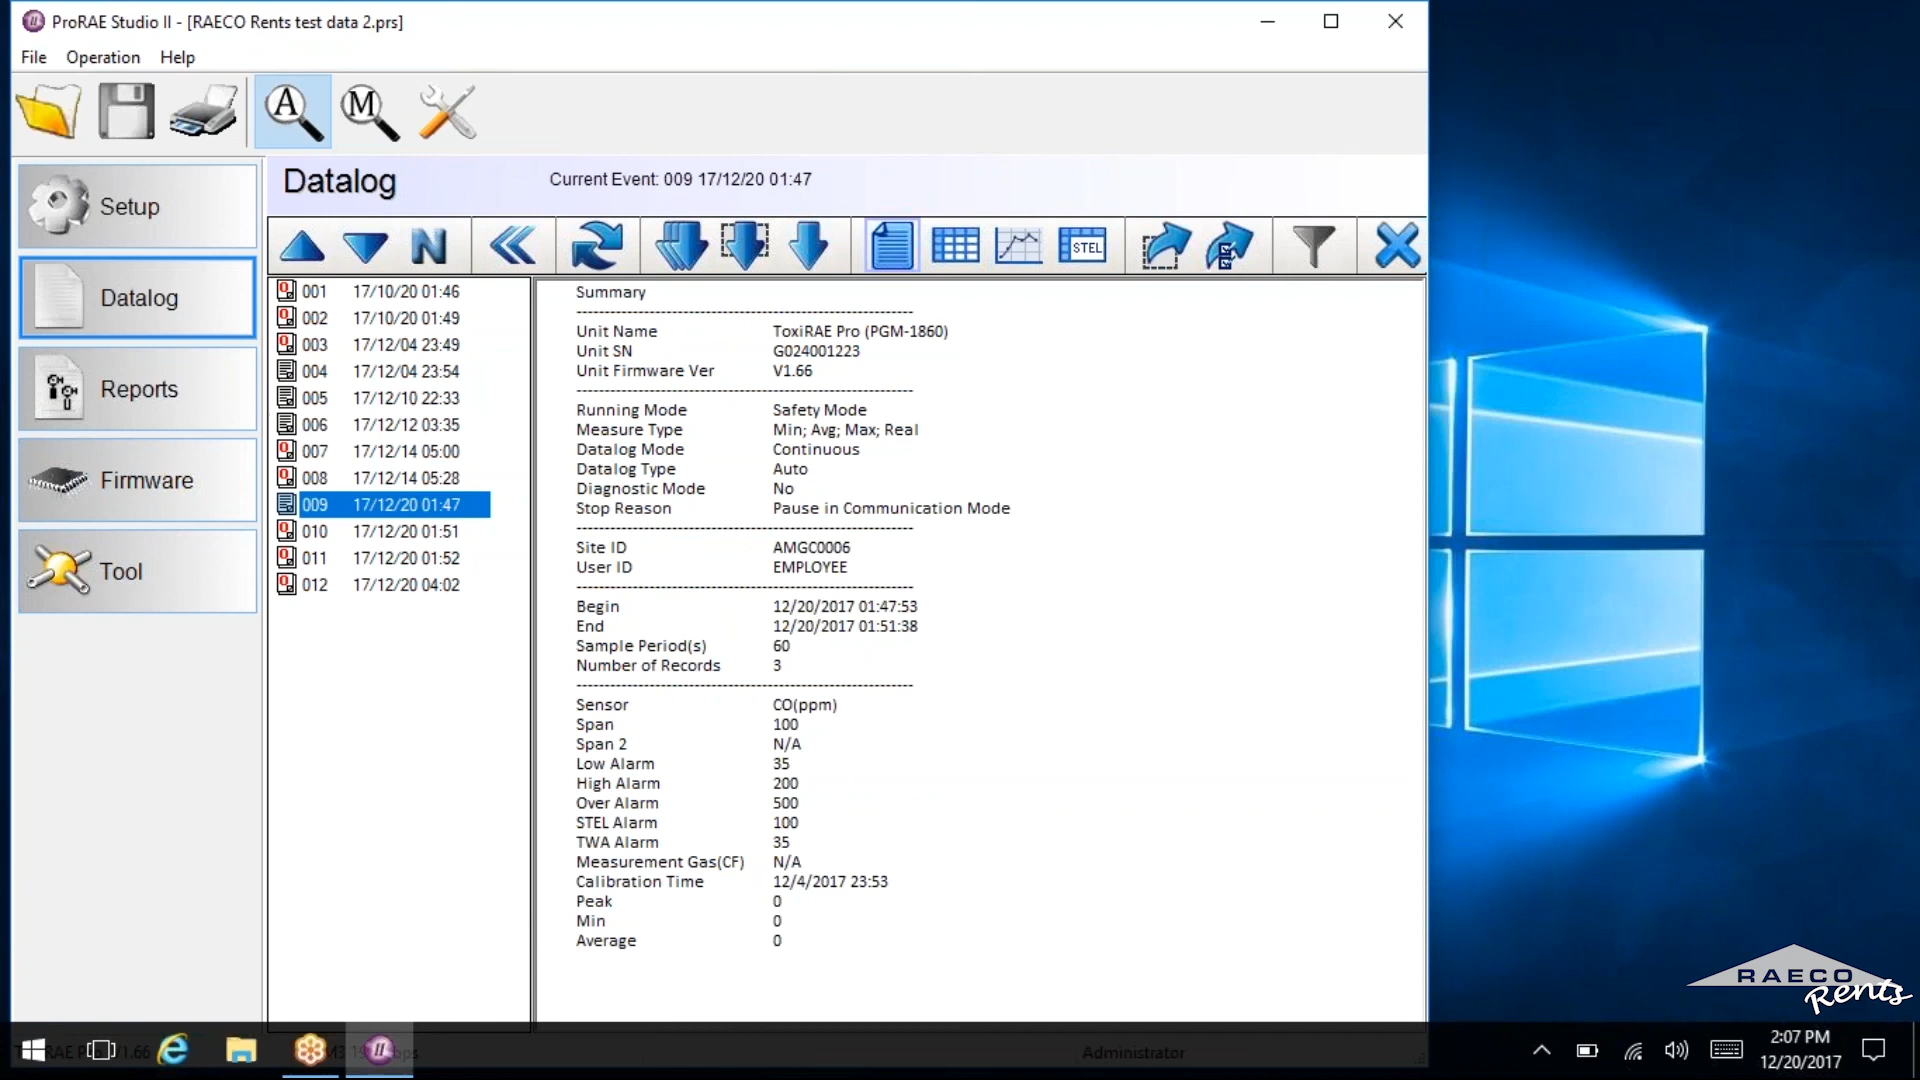 ProRAE Studio II - [RAECO Rents test data 2.prs]
File Operation Help
A M
Setup
Datalog
Reports
Firmware
Tool
Datalog Current Event: 009 17/12/20 01:47
N STEL
001 17/10/20 01:46
002 17/10/20 01:49
003 17/12/04 23:49
004 17/12/04 23:54
005 17/12/10 22:33
006 17/12/12 03:35
007 17/12/14 05:00
008 17/12/14 05:28
009 17/12/20 01:47
010 17/12/20 01:51
011 17/12/20 01:52
012 17/12/20 04:02
Summary
------------------------------------------------------------
Unit Name ToxiRAE Pro (PGM-1860)
Unit SN G024001223
Unit Firmware Ver V1.66
------------------------------------------------------------
Running Mode Safety Mode
Measure Type Min; Avg; Max; Real
Datalog Mode Continuous
Datalog Type Auto
Diagnostic Mode No
Stop Reason Pause in Communication Mode
------------------------------------------------------------
Site ID AMGC0006
User ID EMPLOYEE
------------------------------------------------------------
Begin 12/20/2017 01:47:53
End 12/20/2017 01:51:38
Sample Period(s) 60
Number of Records 3
------------------------------------------------------------
Sensor CO(ppm)
Span 100
Span 2 N/A
Low Alarm 35
High Alarm 200
Over Alarm 500
STEL Alarm 100
TWA Alarm 35
Measurement Gas(CF) N/A
Calibration Time 12/4/2017 23:53
Peak 0
Min 0
Average 0
RAECO
Rents
Administrator
2:07 PM
12/20/2017